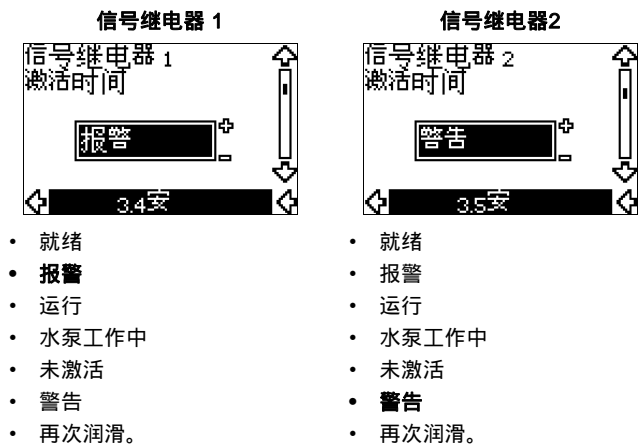 信号继电器 1
信号继电器 1
激活时间
报警
3.4安
• 就绪
• 报警
• 运行
• 水泵工作中
• 未激活
• 警告
• 再次润滑。
信号继电器2
信号继电器 2
激活时间
警告
3.5安
• 就绪
• 报警
• 运行
• 水泵工作中
• 未激活
• 警告
• 再次润滑。